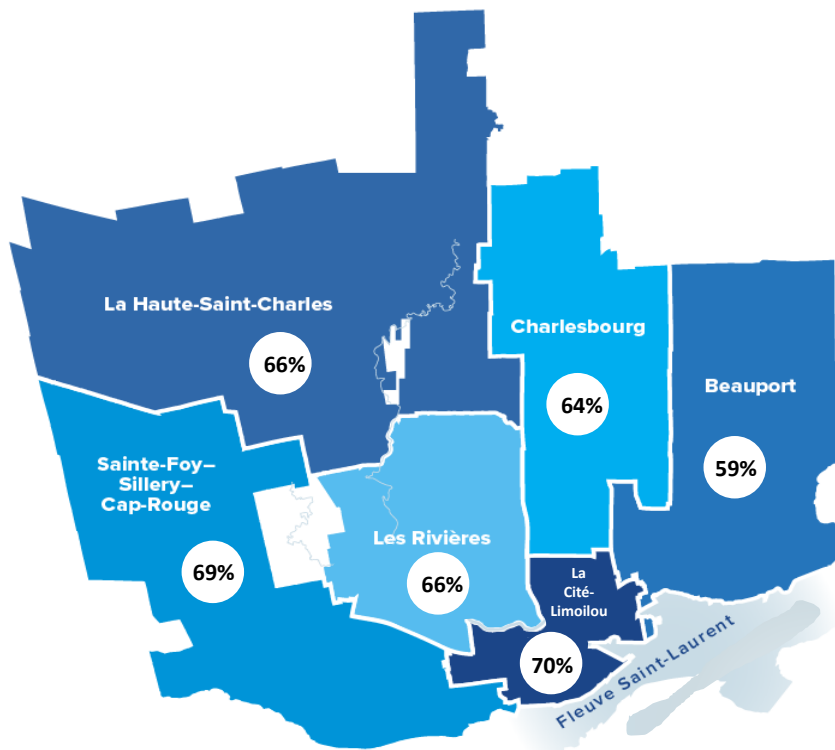 La Haute-Saint-Charles
66%
Charlesbourg
64%
Beauport
59%
Sainte-Foy–
Sillery–
Cap-Rouge
69%
Les Rivières
66%
La
Cité-
Limoilou
70%
Fleuve Saint-Laurent